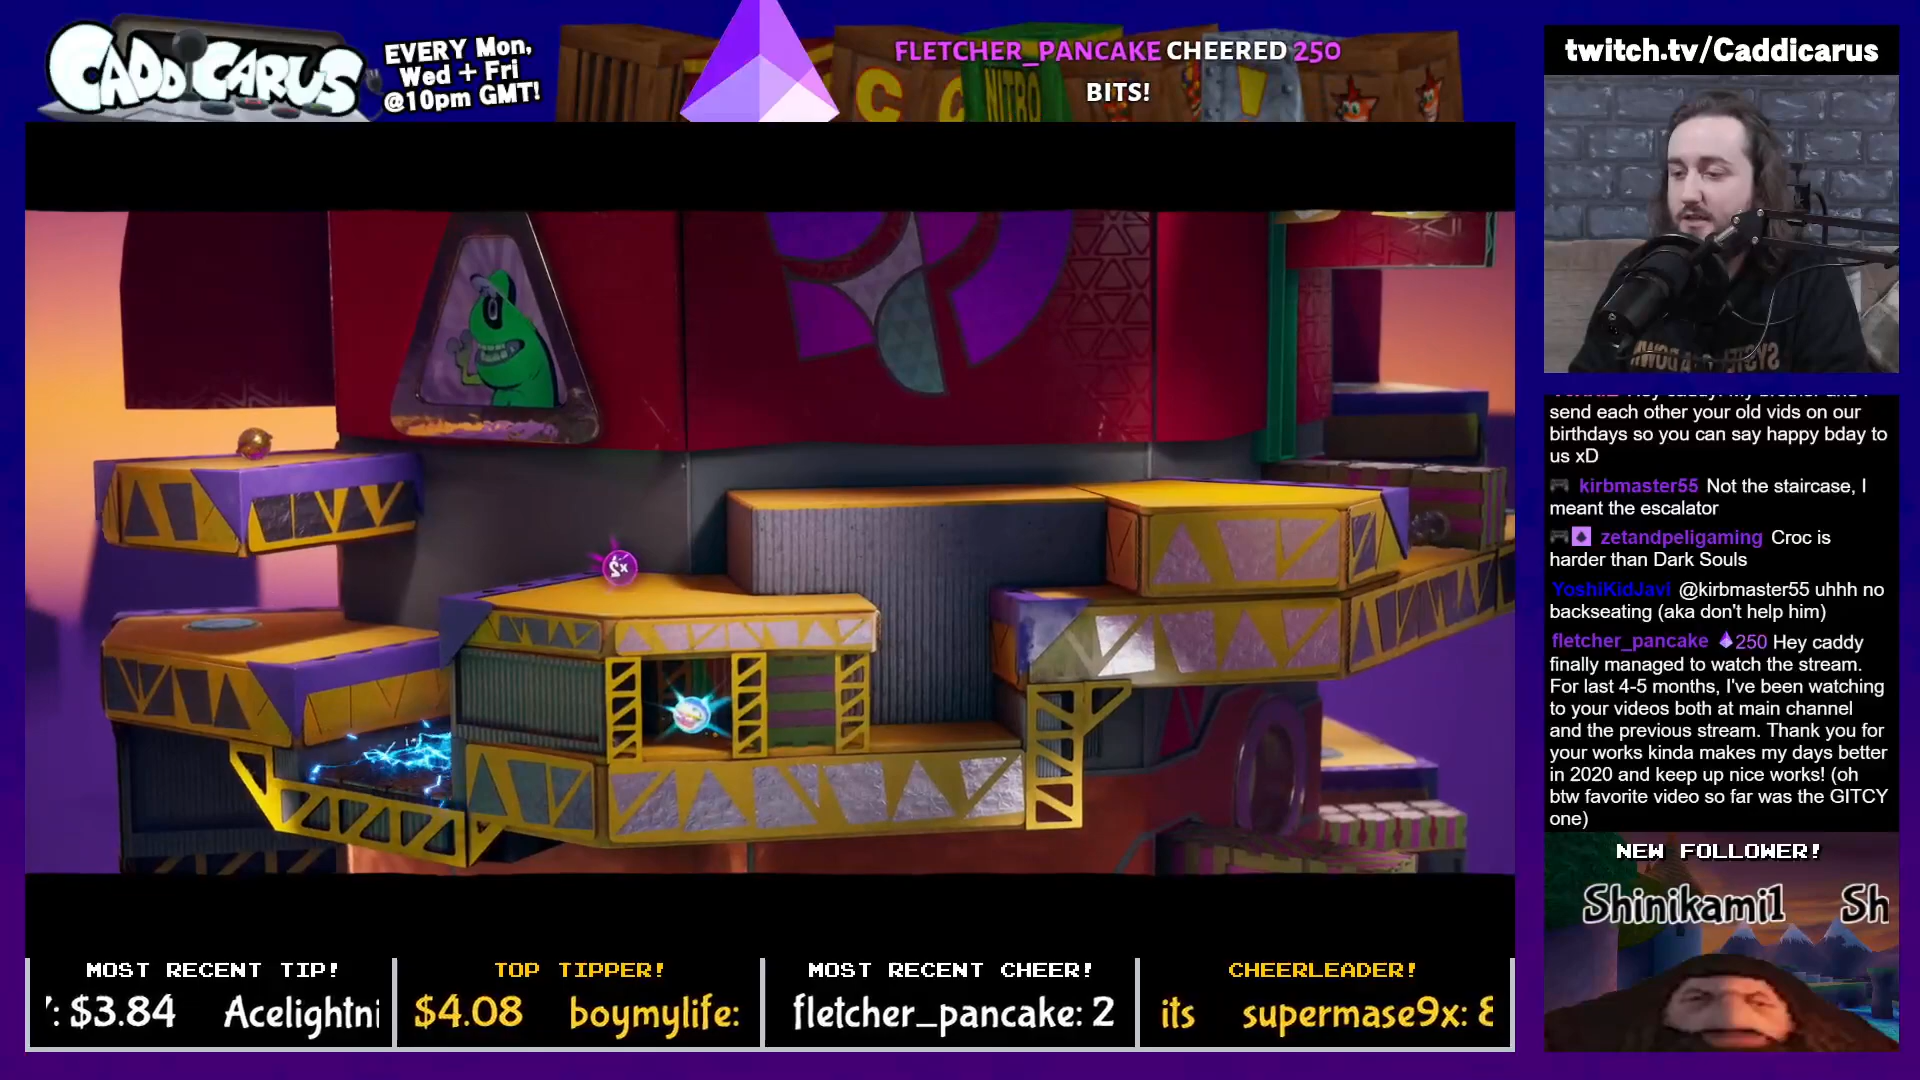 CADDICARUS
EVERY Mon,
Wed + Fri
@10pm GMT!
NITRO
FLETCHER_PANCAKE CHEERED 250
BITS!
twitch.tv/Caddicarus
2x
send each other your old vids on our
birthdays so you can say happy bday to
us xD
kirbmaster55 Not the staircase, I
meant the escalator
zetandpeligaming Croc is
harder than Dark Souls
YoshiKidJavi @kirbmaster55 uhhh no
backseating (aka don't help him)
fletcher_pancake 250 Hey caddy
finally managed to watch the stream.
For last 4-5 months, I've been watching
to your videos both at main channel
and the previous stream. Thank you for
your works kinda makes my days better
in 2020 and keep up nice works! (oh
btw favorite video so far was the GITCY
one)
NEW FOLLOWER!
Shinikami1 Sh
MOST RECENT TIP!
: $3.84 Acelightni
TOP TIPPER!
$4.08 boymylife:
MOST RECENT CHEER!
fletcher_pancake: 2
CHEERLEADER!
its supermase9x: 8